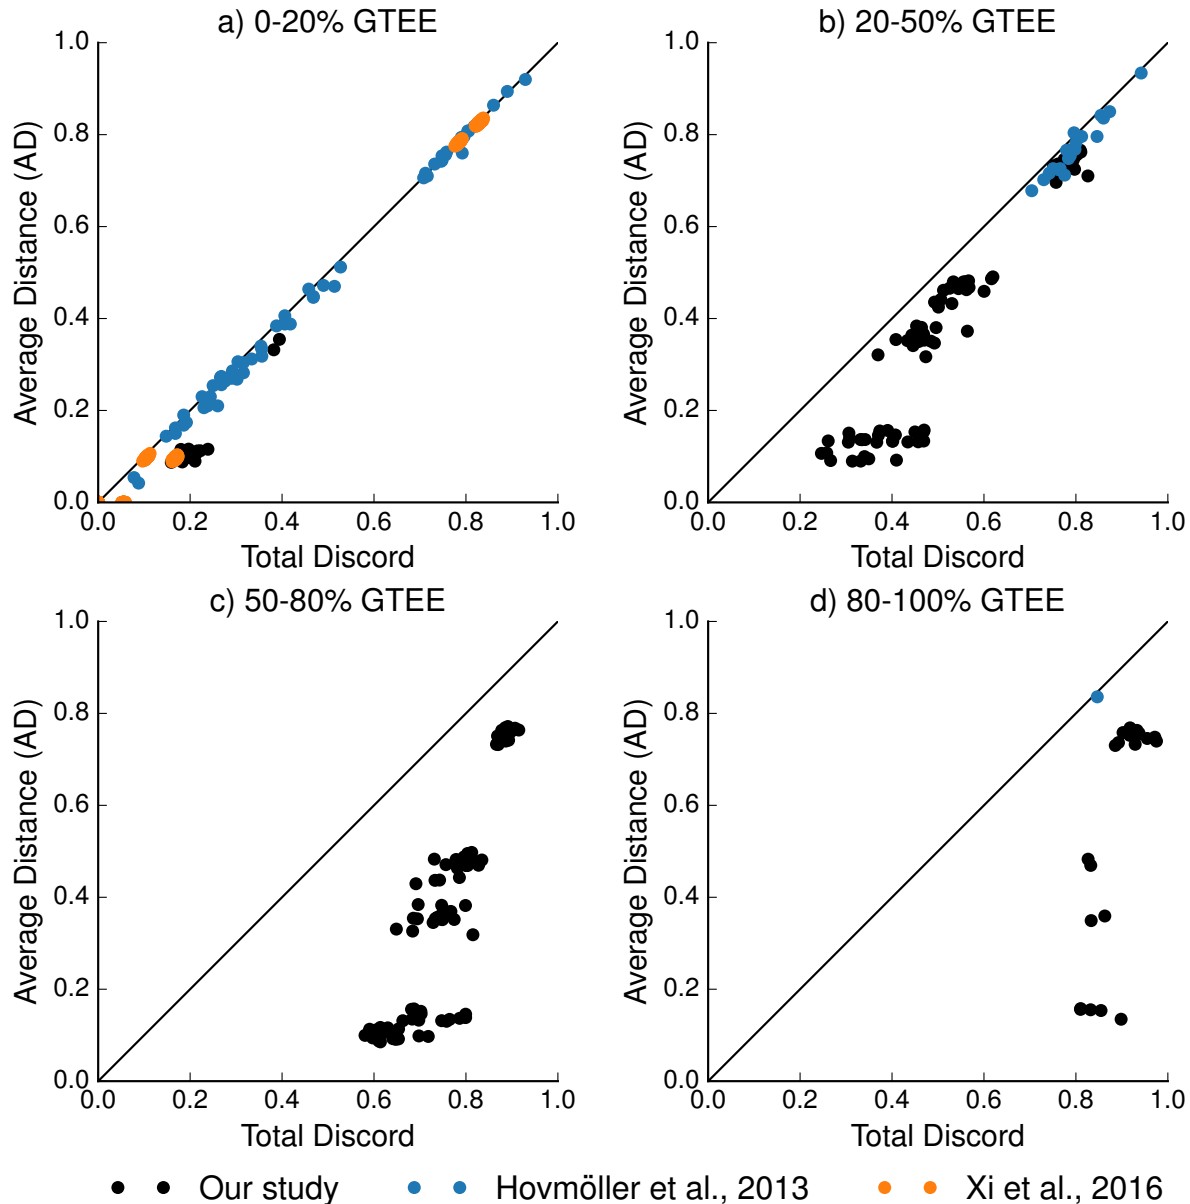 a) 0-20% GTEE
1.0
0.8
0.6
0.4
0.2
0.0
Average Distance (AD)
0.0 0.2 0.4 0.6 0.8 1.0
Total Discord
b) 20-50% GTEE
1.0
0.8
0.6
0.4
0.2
0.0
Average Distance (AD)
0.0 0.2 0.4 0.6 0.8 1.0
Total Discord
c) 50-80% GTEE
1.0
0.8
0.6
0.4
0.2
0.0
Average Distance (AD)
0.0 0.2 0.4 0.6 0.8 1.0
Total Discord
d) 80-100% GTEE
1.0
0.8
0.6
0.4
0.2
0.0
Average Distance (AD)
0.0 0.2 0.4 0.6 0.8 1.0
Total Discord
Our study Hovmöller et al., 2013 Xi et al., 2016